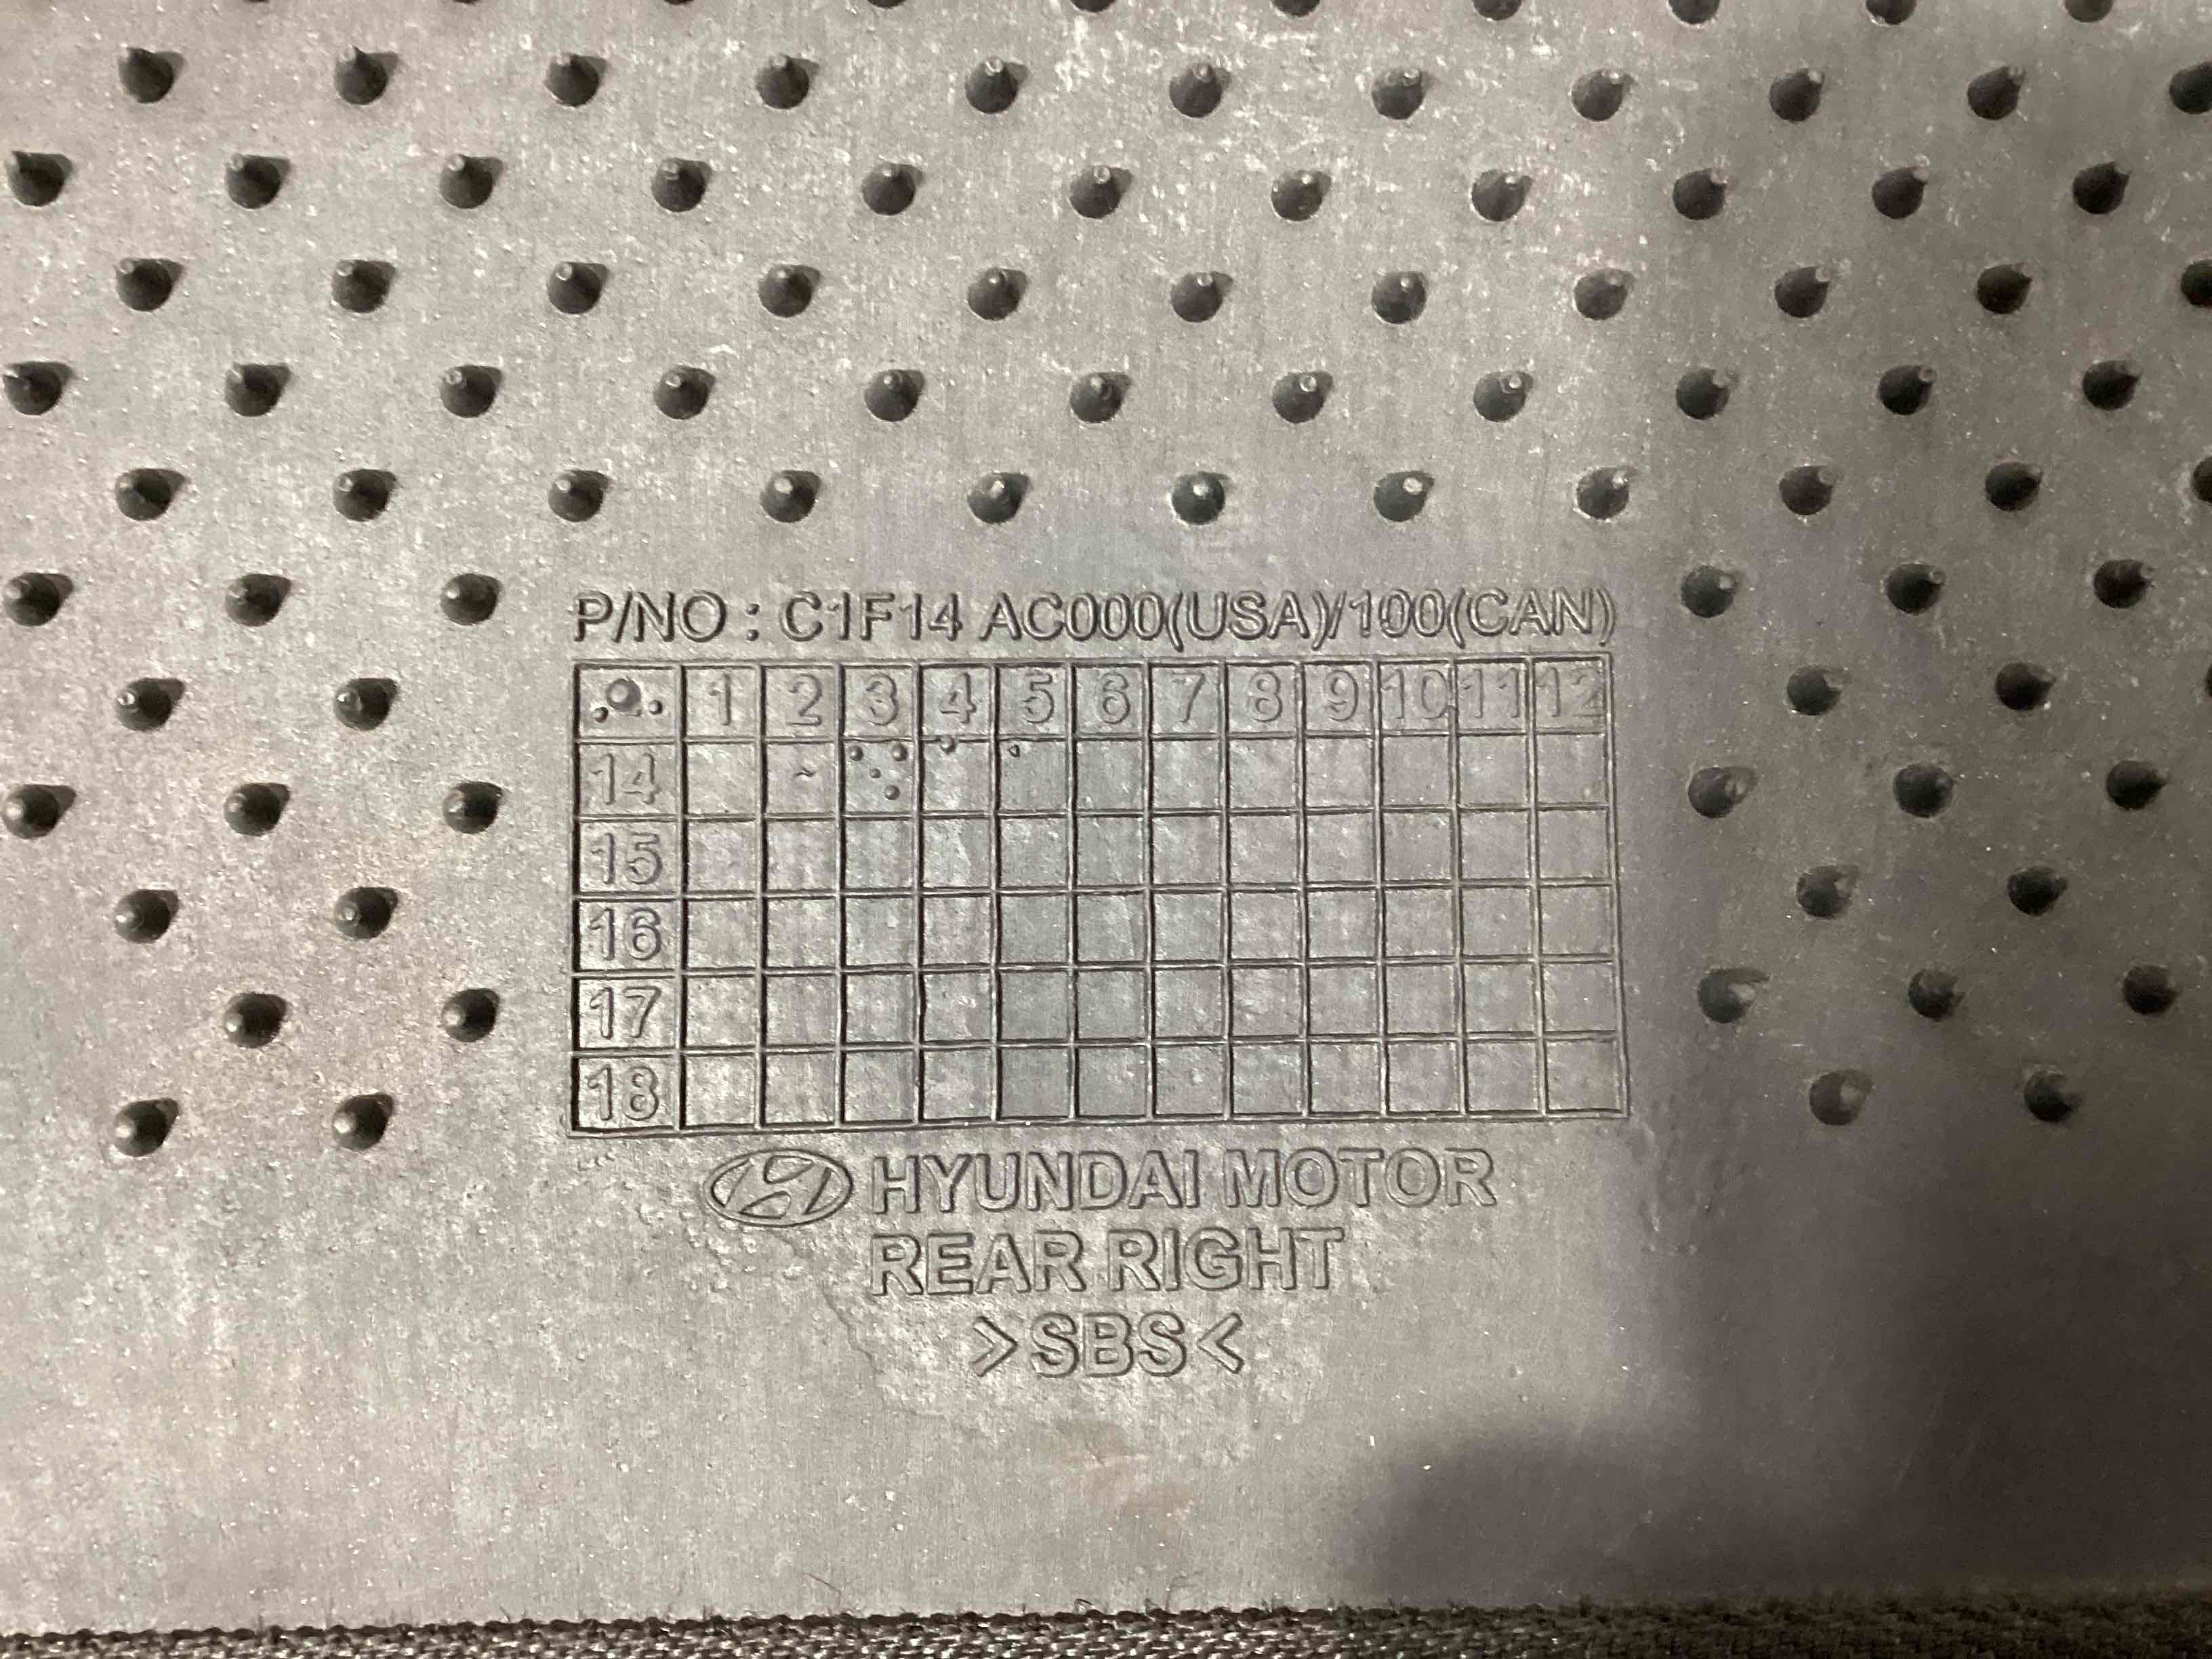 P/NO : C1F14 AC000(USA)/100(CAN)
1 2 3 4 5 6 7 8 9 10 11 12
14
15
16
17
18
HYUNDAI MOTOR
REAR RIGHT
>SBS<